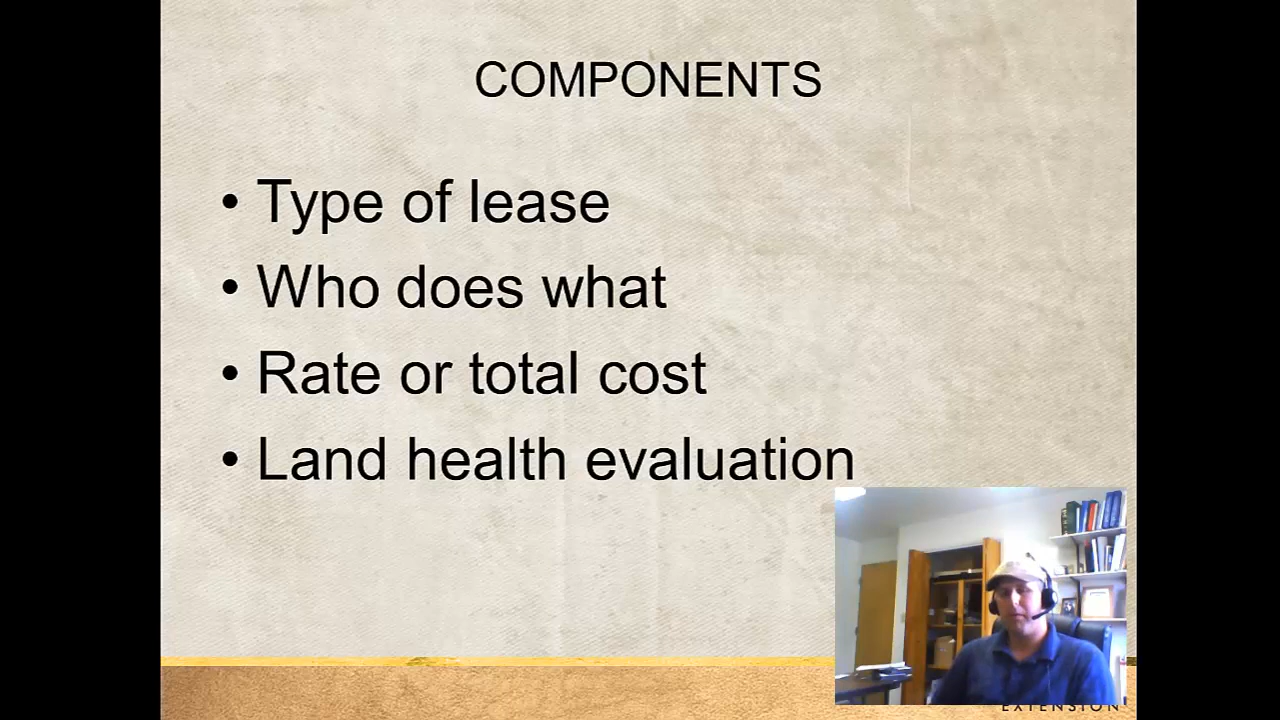 COMPONENTS
• Type of lease
• Who does what
• Rate or total cost
• Land health evaluation
EXTENSION